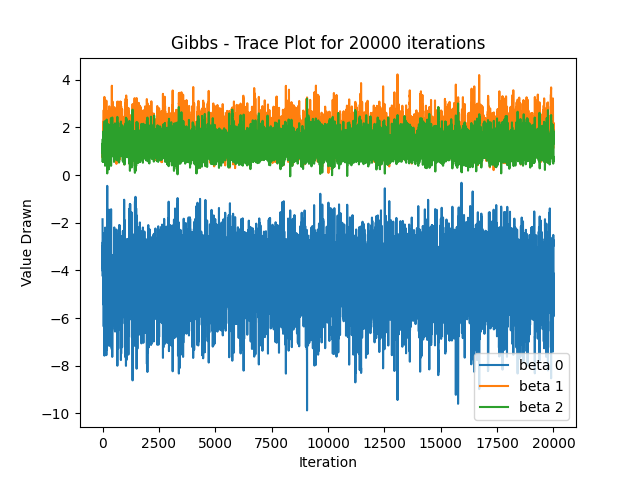 Gibbs - Trace Plot for 20000 iterations
Value Drawn
4
2
0
−2
−4
−6
−8
−10
beta 0
beta 1
beta 2
0 2500 5000 7500 10000 12500 15000 17500 20000
Iteration